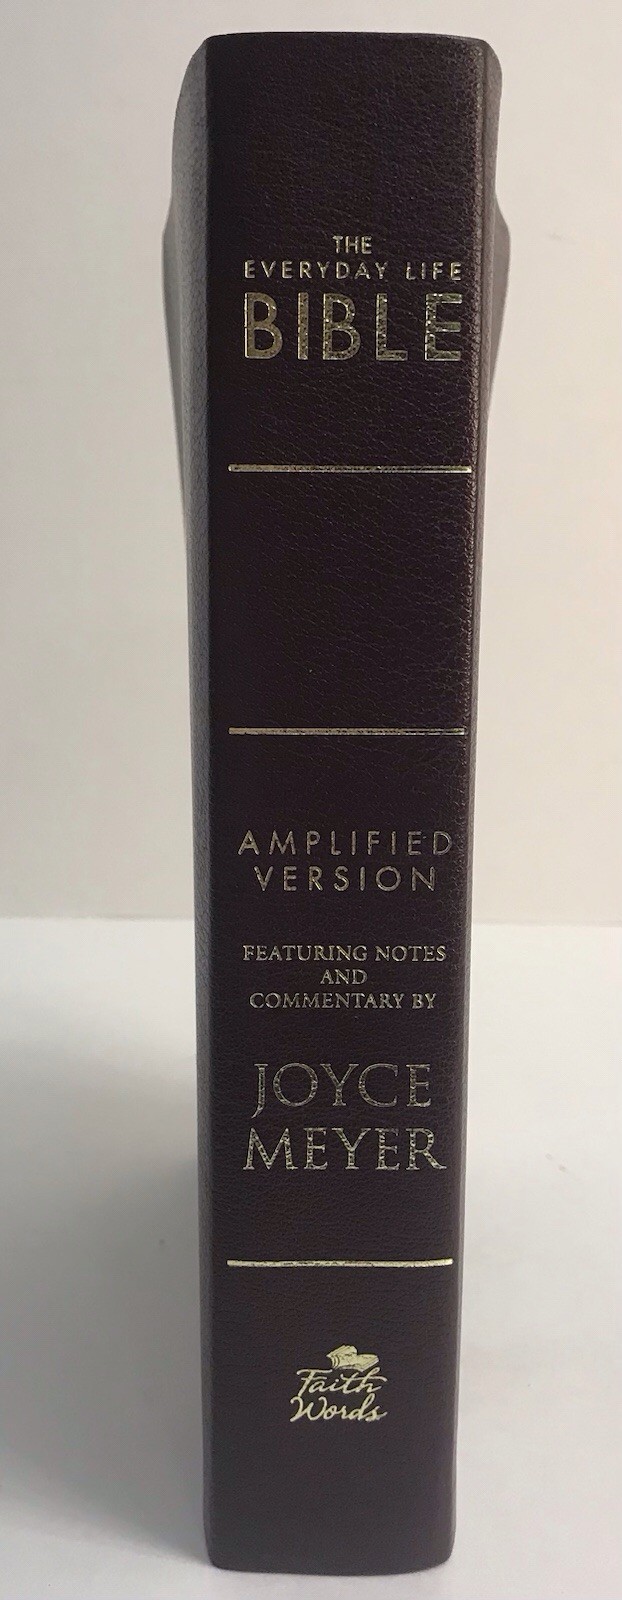 THE
EVERYDAY LIFE
BIBLE
AMPLIFIED
VERSION
FEATURING NOTES
AND
COMMENTARY BY
JOYCE
MEYER
Faith
Words